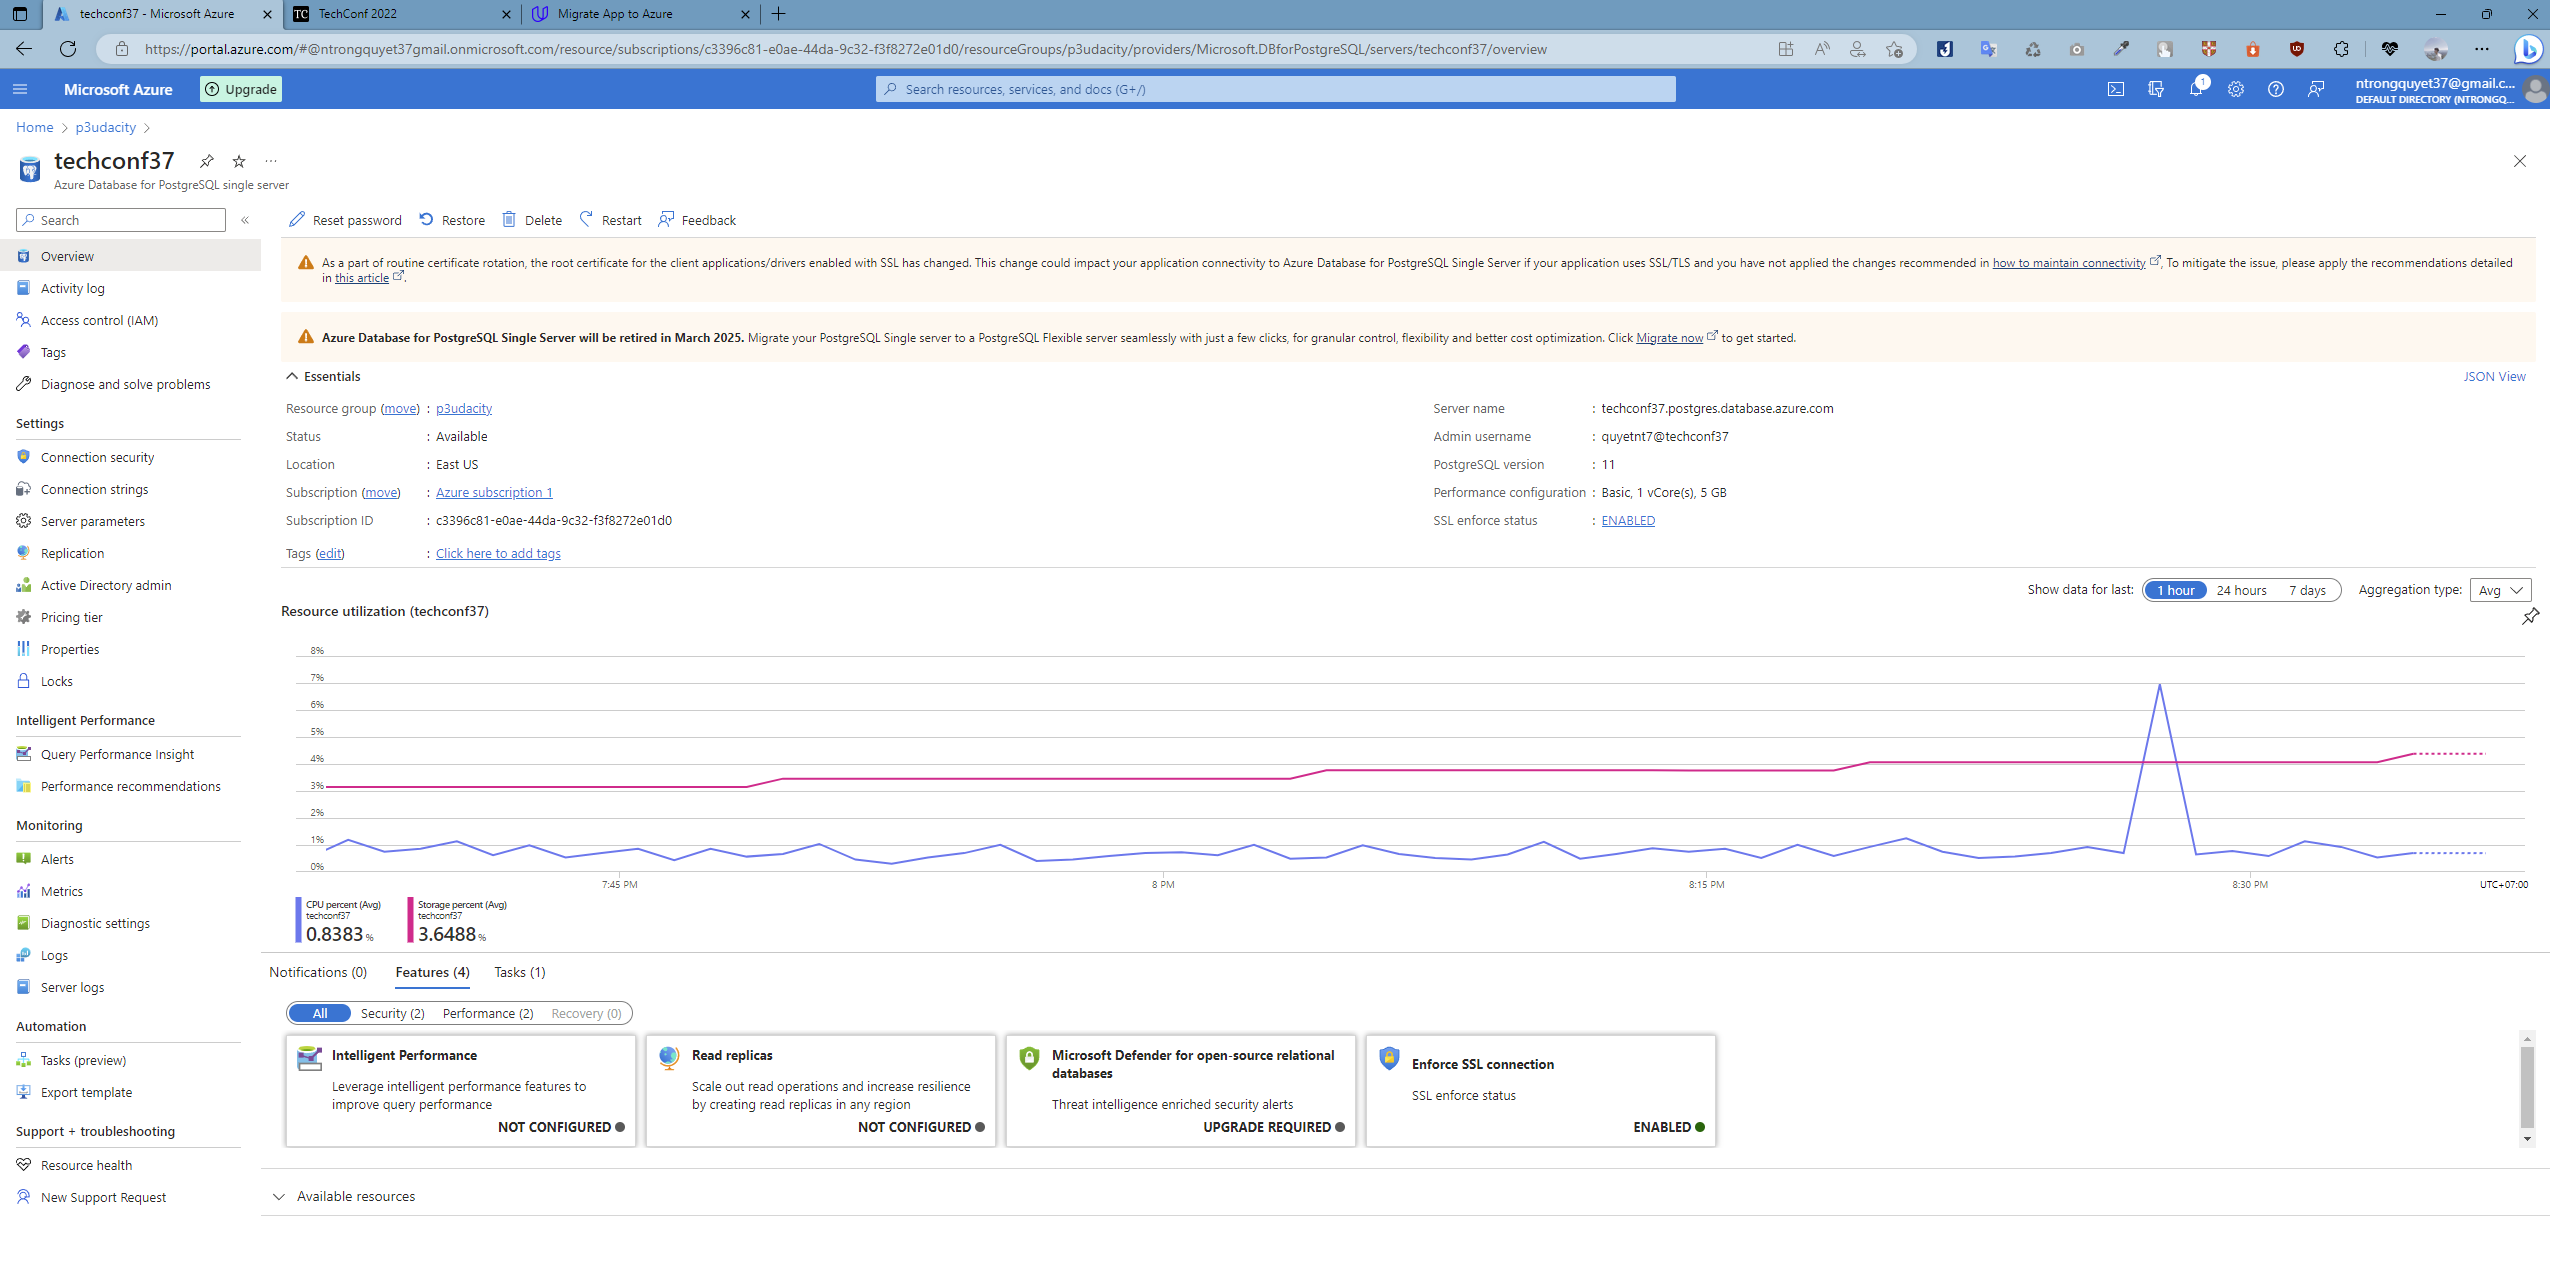 techconf37 - Microsoft Azure
TechConf 2022
Migrate App to Azure
https://portal.azure.com/#@ntrongquyet37gmail.onmicrosoft.com/resource/subscriptions/c3396c81-e0ae-44da-9c32-f3f8272e01d0/resourceGroups/p3udacity/providers/Microsoft.DBforPostgreSQL/servers/techconf37/overview
Microsoft Azure
Upgrade
Search resources, services, and docs (G+/)
1
ntrongquyet37@gmail.c...
DEFAULT DIRECTORY (NTRONGQ...
Home
p3udacity
techconf37
Azure Database for PostgreSQL single server
Search
Overview
Activity log
Access control (IAM)
Tags
Diagnose and solve problems
Settings
Connection security
Connection strings
Server parameters
Replication
Active Directory admin
Pricing tier
Properties
Locks
Intelligent Performance
Query Performance Insight
Performance recommendations
Monitoring
Alerts
Metrics
Diagnostic settings
Logs
Server logs
Automation
Tasks (preview)
Export template
Support + troubleshooting
Resource health
New Support Request
Reset password
Restore
Delete
Restart
Feedback
As a part of routine certificate rotation, the root certificate for the client applications/drivers enabled with SSL has changed. This change could impact your application connectivity to Azure Database for PostgreSQL Single Server if your application uses SSL/TLS and you have not applied the changes recommended in how to maintain connectivity. To mitigate the issue, please apply the recommendations detailed
in this article.
Azure Database for PostgreSQL Single Server will be retired in March 2025. Migrate your PostgreSQL Single server to a PostgreSQL Flexible server seamlessly with just a few clicks, for granular control, flexibility and better cost optimization. Click Migrate now to get started.
Essentials
JSON View
Resource group (move) : p3udacity
Status : Available
Location : East US
Subscription (move) : Azure subscription 1
Subscription ID : c3396c81-e0ae-44da-9c32-f3f8272e01d0
Tags (edit) : Click here to add tags
Server name : techconf37.postgres.database.azure.com
Admin username : quyetnt7@techconf37
PostgreSQL version : 11
Performance configuration : Basic, 1 vCore(s), 5 GB
SSL enforce status : ENABLED
Show data for last: 1 hour 24 hours 7 days Aggregation type: Avg
Resource utilization (techconf37)
8%
7%
6%
5%
4%
3%
2%
1%
0%
7:45 PM
8 PM
8:15 PM
8:30 PM
UTC+07:00
CPU percent (Avg)
techconf37
0.8383 %
Storage percent (Avg)
techconf37
3.6488 %
Notifications (0)
Features (4)
Tasks (1)
All
Security (2)
Performance (2)
Recovery (0)
Intelligent Performance
Leverage intelligent performance features to
improve query performance
NOT CONFIGURED
Read replicas
Scale out read operations and increase resilience
by creating read replicas in any region
NOT CONFIGURED
Microsoft Defender for open-source relational
databases
Threat intelligence enriched security alerts
UPGRADE REQUIRED
Enforce SSL connection
SSL enforce status
ENABLED
Available resources